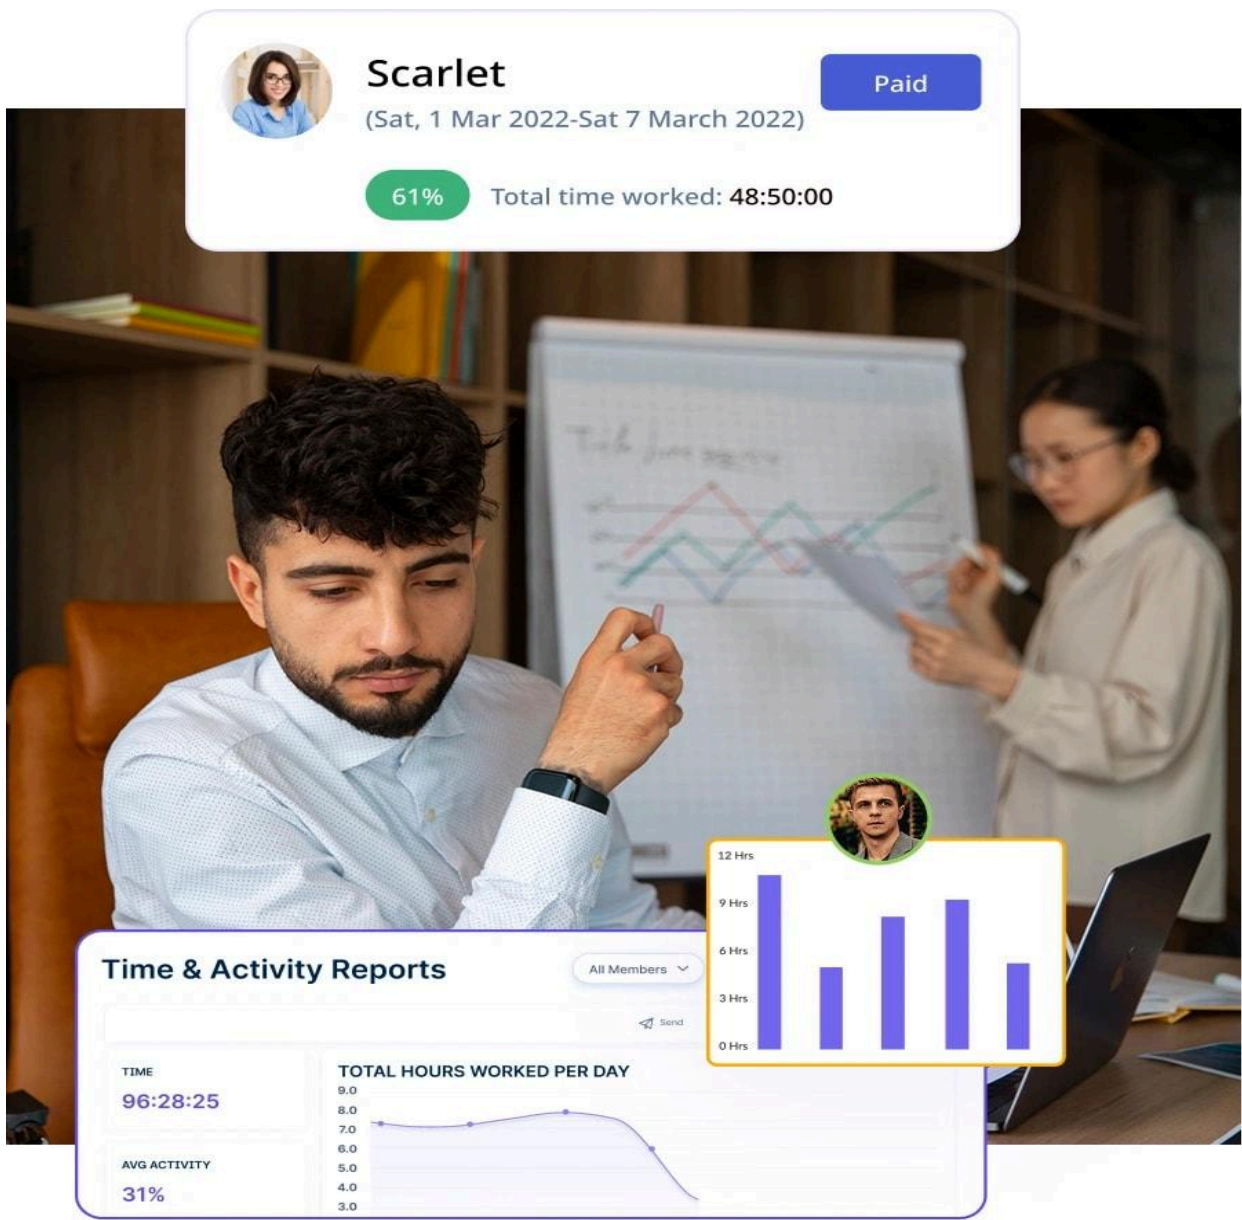 Scarlet
Paid
(Sat, 1 Mar 2022-Sat 7 March 2022)
61%
Total time worked: 48:50:00
12 Hrs
9 Hrs
6 Hrs
3 Hrs
0 Hrs
Time & Activity Reports
All Members
Send
TIME
96:28:25
AVG ACTIVITY
31%
TOTAL HOURS WORKED PER DAY
9.0
8.0
7.0
6.0
5.0
4.0
3.0